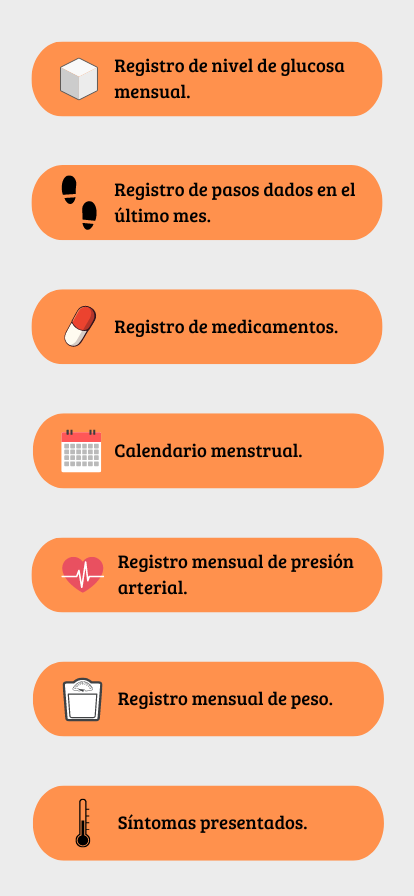 Registro de nivel de glucosa
mensual.
Registro de pasos dados en el
último mes.
Registro de medicamentos.
Calendario menstrual.
Registro mensual de presión
arterial.
Registro mensual de peso.
Síntomas presentados.